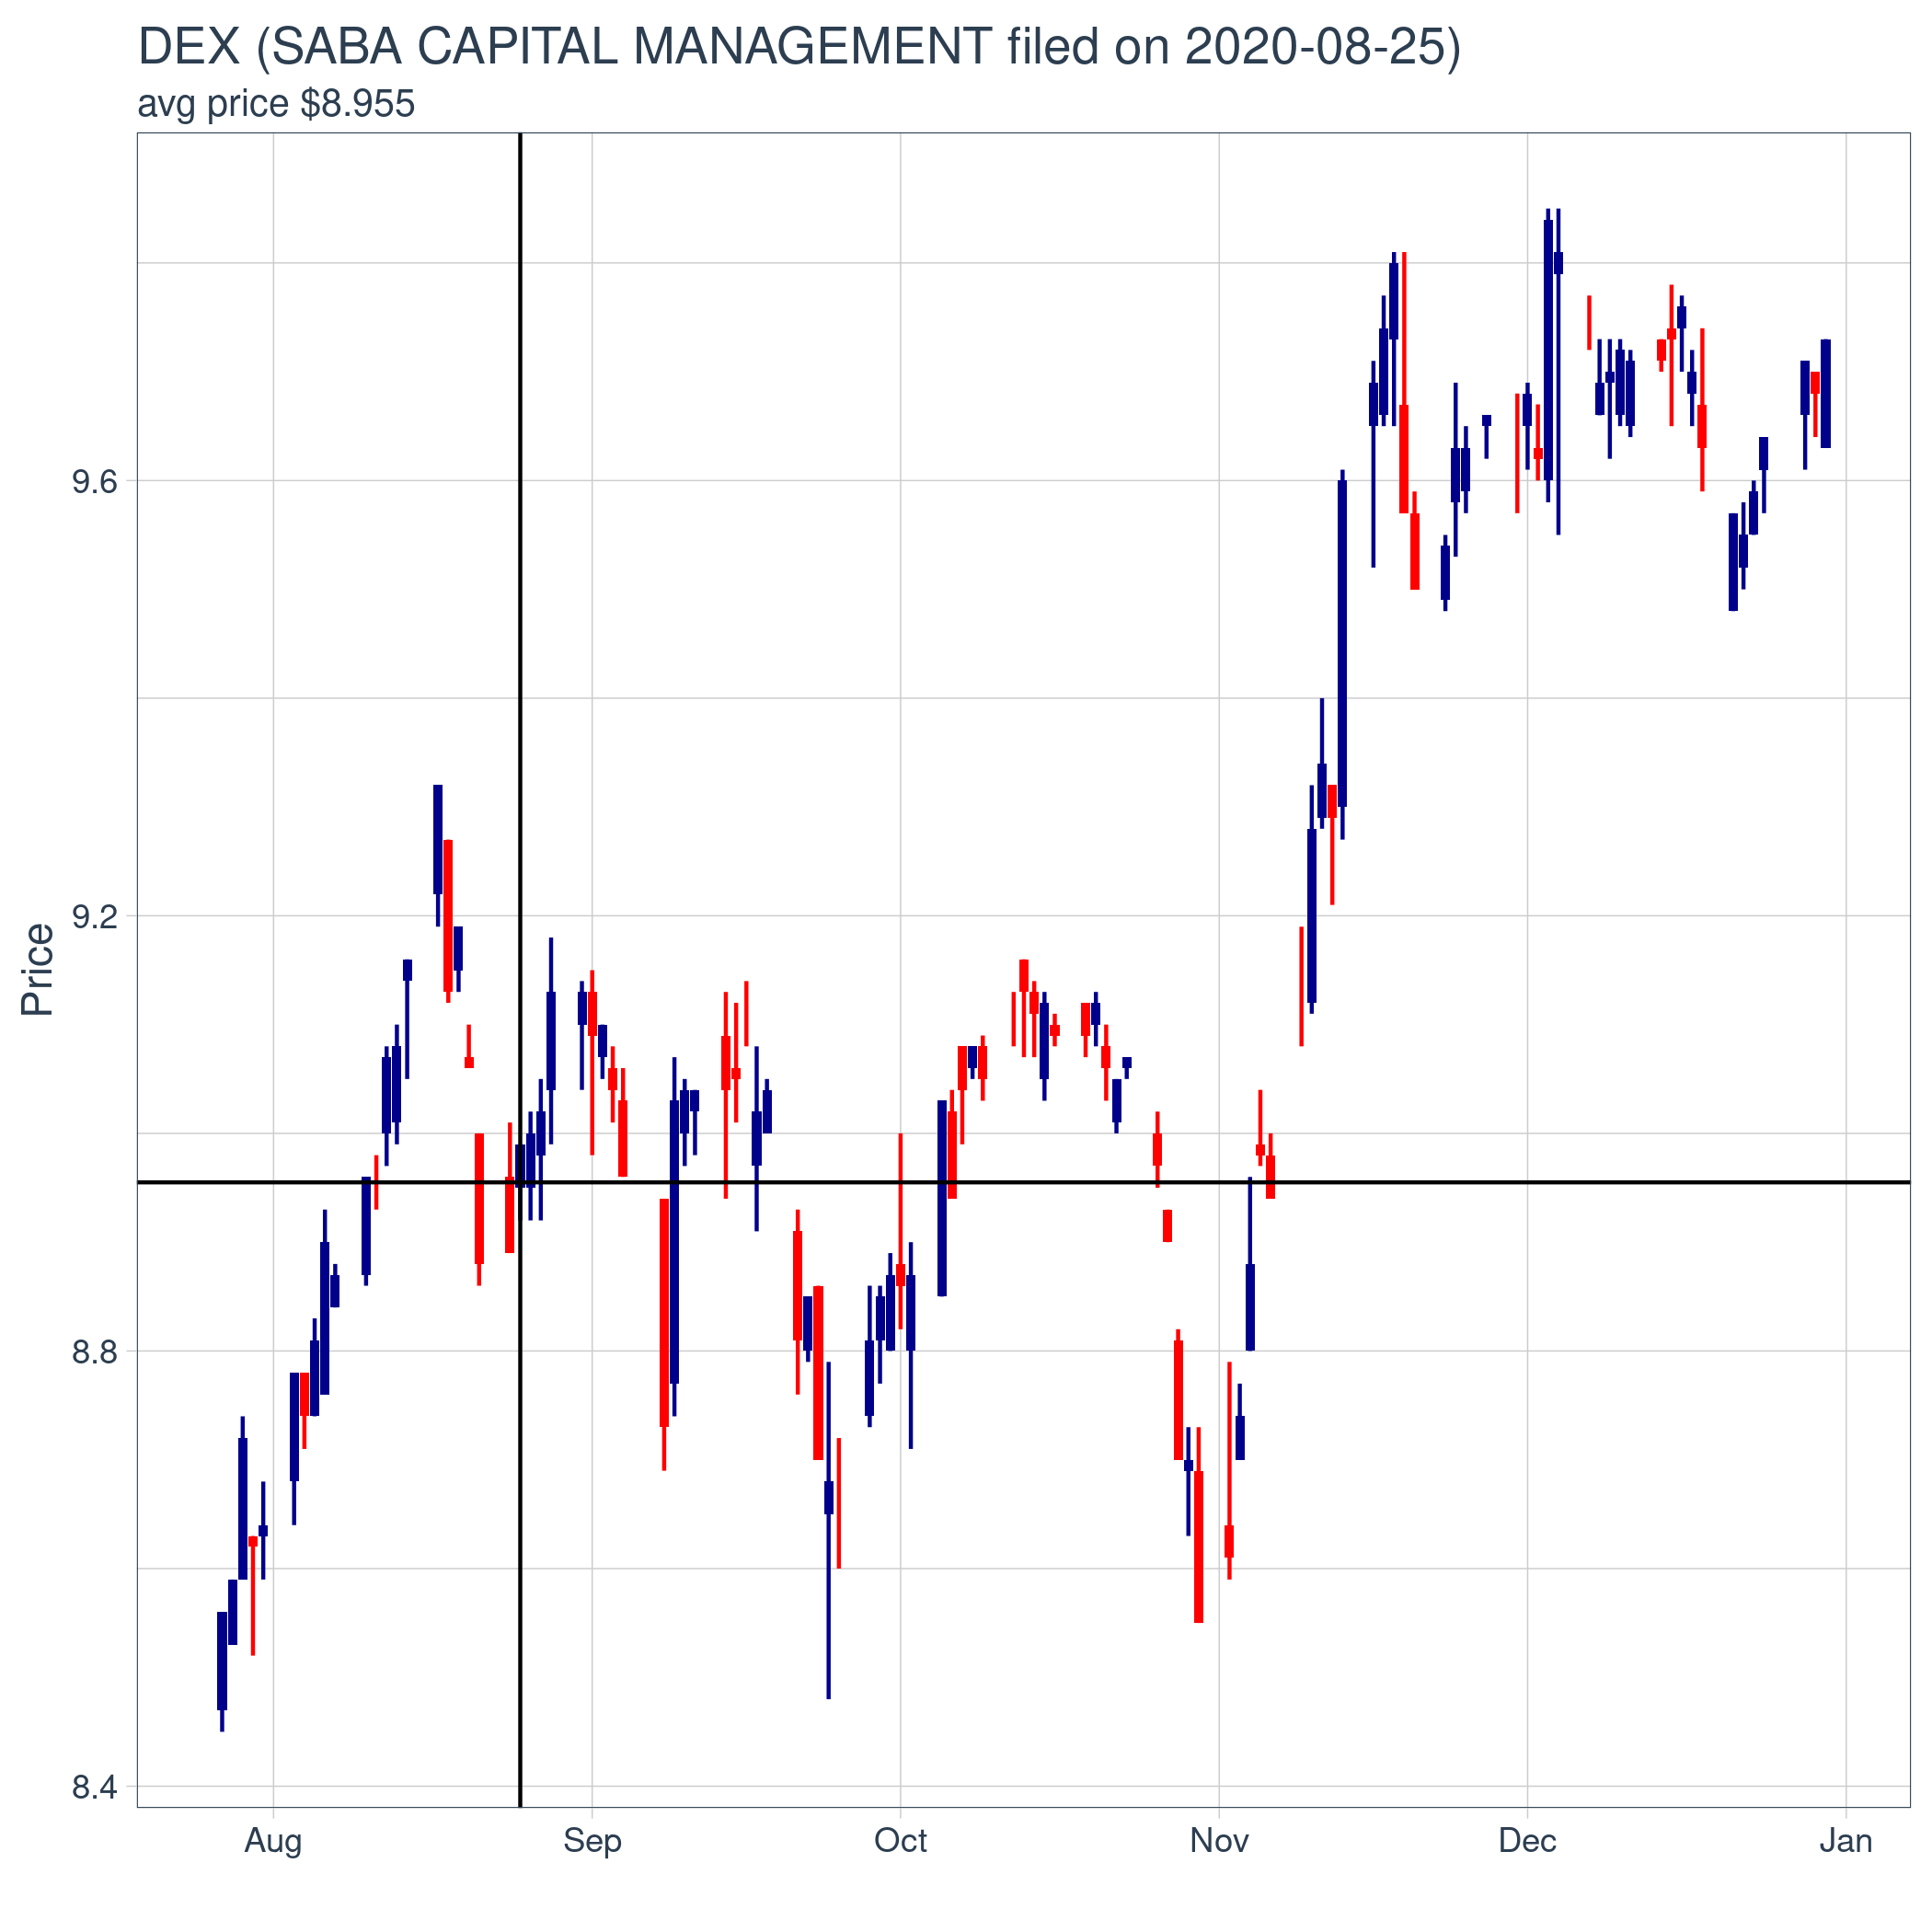 DEX (SABA CAPITAL MANAGEMENT filed on 2020-08-25)
avg price $8.955
Price
9.6
9.2
8.8
8.4
Aug Sep Oct Nov Dec Jan